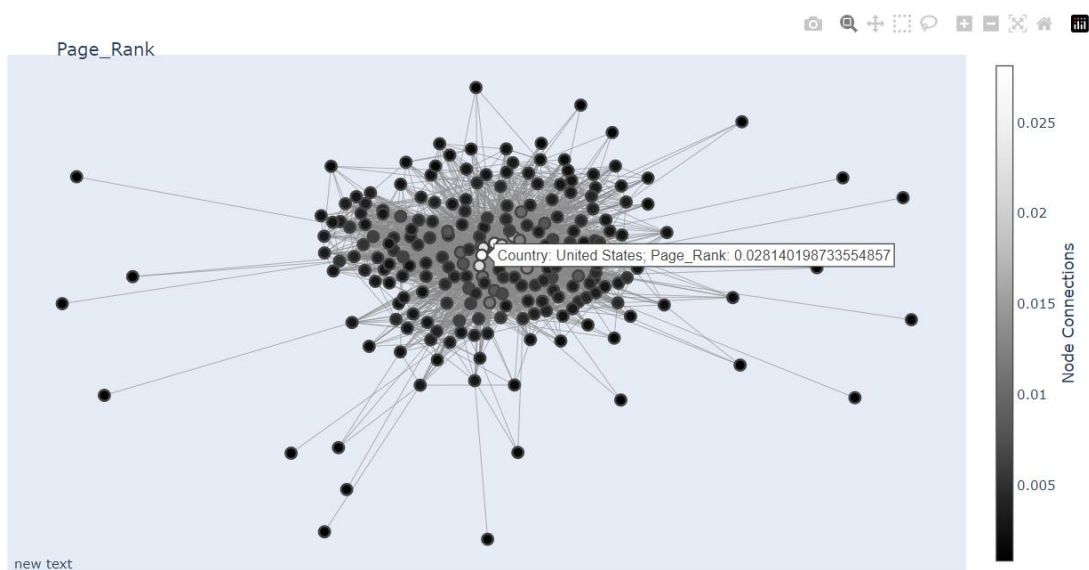 Page_Rank
Country: United States; Page_Rank: 0.028140198733554857
0.025
0.02
0.015
0.01
0.005
Node Connections
new text